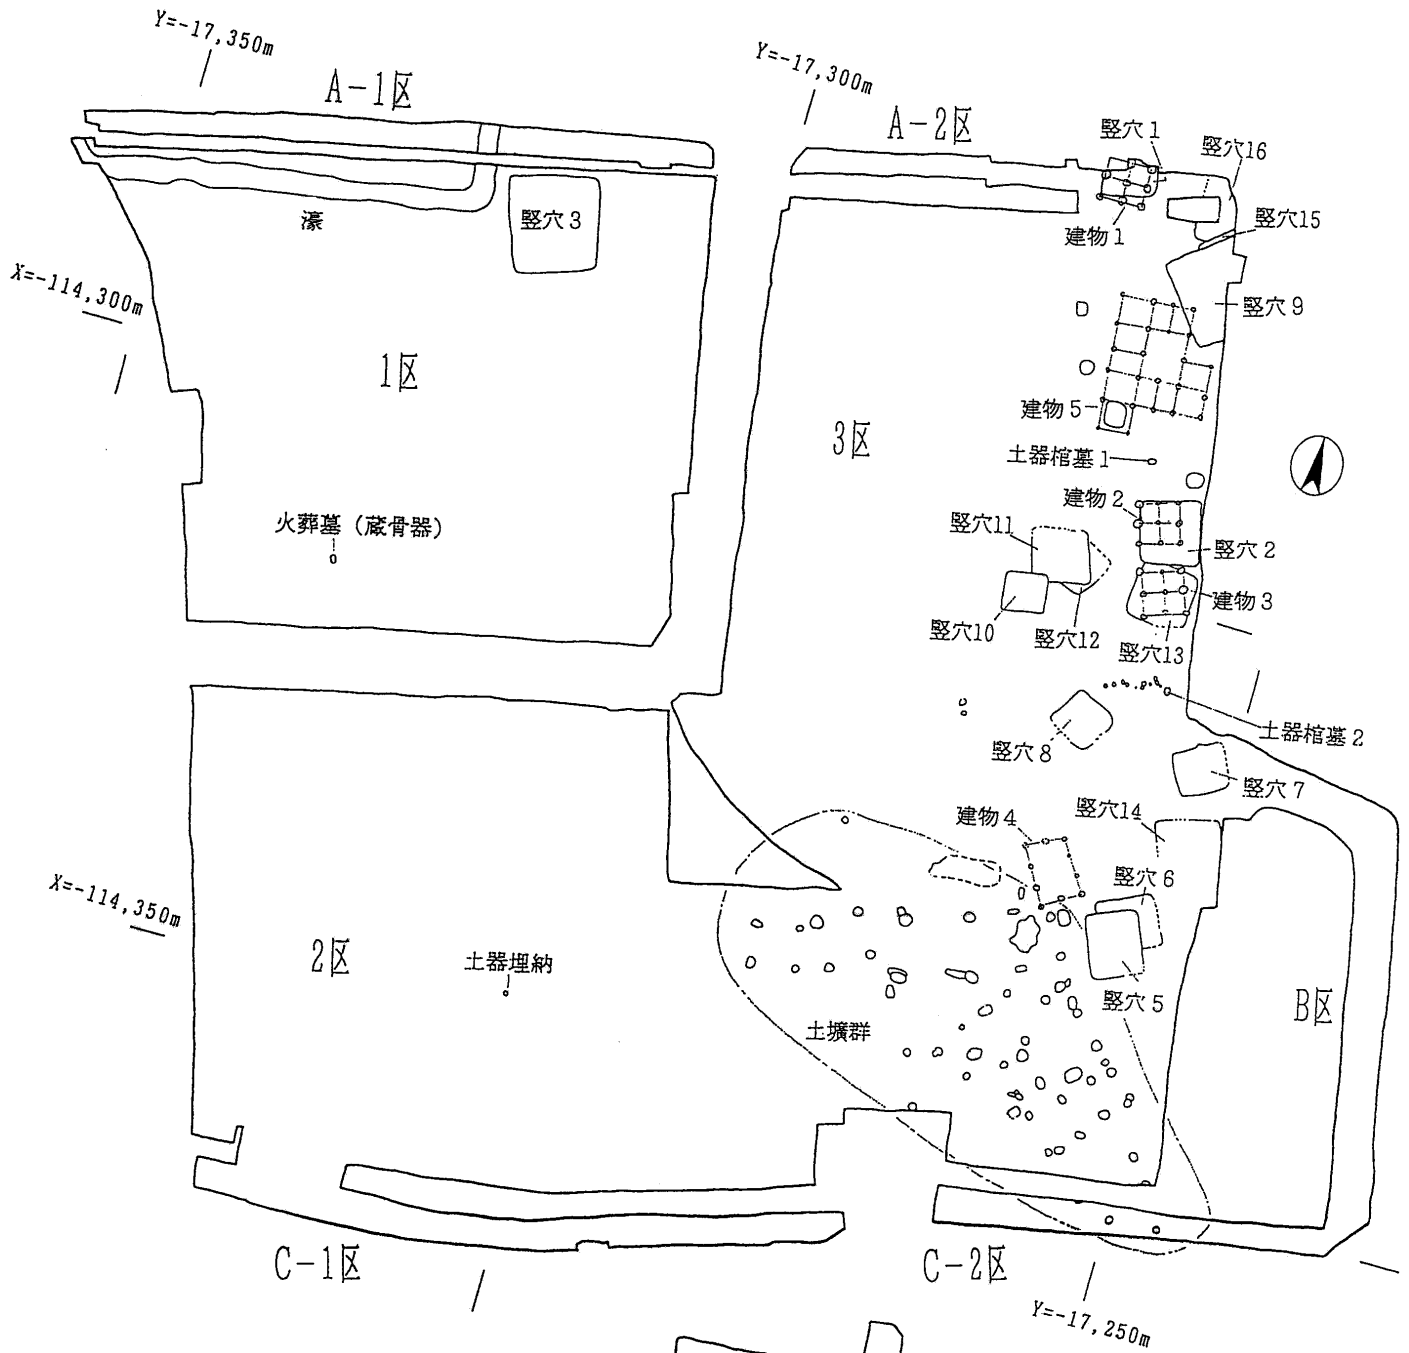 Y=-17,350m
A-1区
Y=-17,300m
A-2区
竪穴1
竪穴16
濠
竪穴3
建物1
竪穴15
X=-114,300m
竪穴9
1区
建物5
3区
土器棺墓1
建物2
火葬墓（蔵骨器）
竪穴11
竪穴2
建物3
竪穴10
竪穴12
竪穴13
土器棺墓2
竪穴8
竪穴7
建物4
竪穴14
竪穴6
X=-114,350m
2区
土器埋納
竪穴5
B区
土壙群
C-1区
C-2区
Y=-17,250m